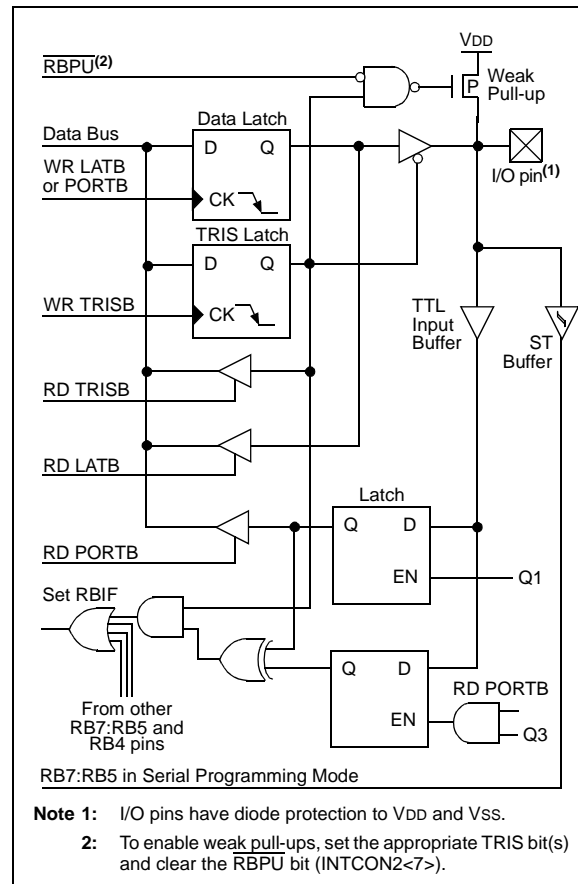 VDD
RBPU(2)
Weak
Pull-up
P
Data Bus
Data Latch
D Q
WR LATB
or PORTB
CK
I/O pin(1)
TRIS Latch
D Q
WR TRISB
CK
TTL
Input
Buffer
ST
Buffer
RD TRISB
RD LATB
Latch
Q D
RD PORTB
EN
Q1
Set RBIF
Q D
RD PORTB
EN
Q3
From other
RB7:RB5 and
RB4 pins
RB7:RB5 in Serial Programming Mode
Note 1: I/O pins have diode protection to VDD and VSS.
2: To enable weak pull-ups, set the appropriate TRIS bit(s)
and clear the RBPU bit (INTCON2<7>).